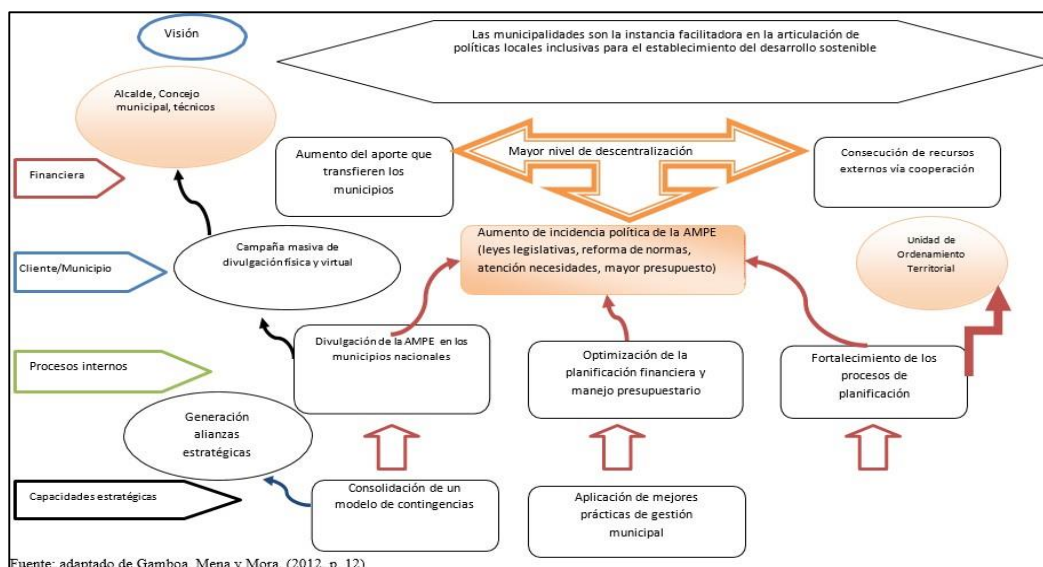 Visión
Las municipalidades son la instancia facilitadora en la articulación de
políticas locales inclusivas para el establecimiento del desarrollo sostenible
Alcalde, Concejo
municipal, técnicos
Financiera
Aumento del aporte que
transfieren los
municipios
Mayor nivel de descentralización
Consecución de recursos
externos vía cooperación
Cliente/Municipio
Campaña masiva de
divulgación física y virtual
Aumento de incidencia política de la AMPE
(leyes legislativas, reforma de normas,
atención necesidades, mayor presupuesto)
Unidad de
Ordenamiento
Territorial
Procesos internos
Divulgación de la AMPE en los
municipios nacionales
Optimización de la
planificación financiera y
manejo presupuestario
Fortalecimiento de los
procesos de
planificación
Generación
alianzas
estratégicas
Capacidades estratégicas
Consolidación de un
modelo de contingencias
Aplicación de mejores
prácticas de gestión
municipal
Fuente: adaptado de Gamboa, Mena y Mora. (2012, p. 12)